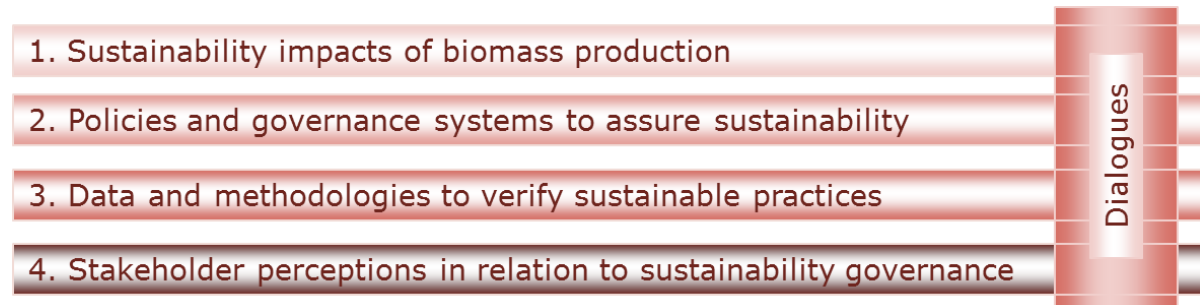 1. Sustainability impacts of biomass production
2. Policies and governance systems to assure sustainability
3. Data and methodologies to verify sustainable practices
4. Stakeholder perceptions in relation to sustainability governance
Dialogues